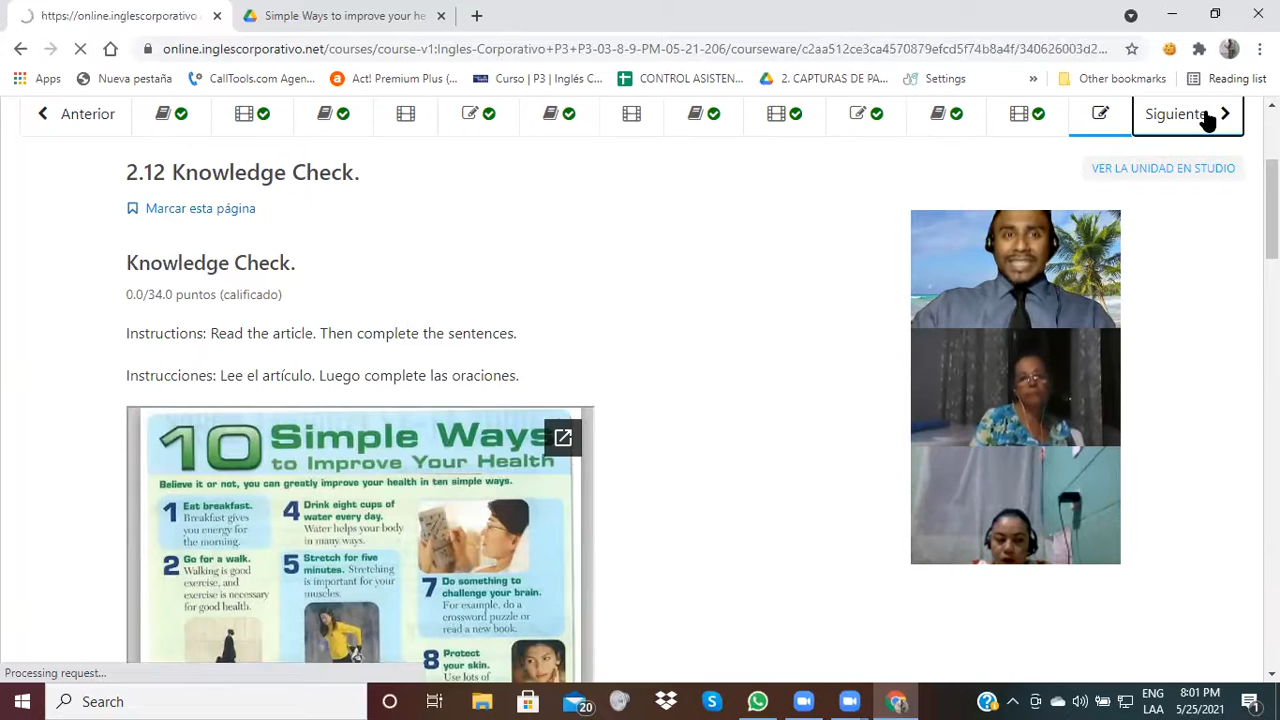 https://online.inglescorporativo.
Simple Ways to improve your he
online.inglescorporativo.net/courses/course-v1:Ingles-Corporativo+P3+P3-03-8-9-PM-05-21-206/courseware/c2aa512ce3ca4570879efcd5f74b8a4f/340626003d2...
Apps
Nueva pestaña
CallTools.com Agen...
Act! Premium Plus (...
Curso | P3 | Inglés C...
CONTROL ASISTEN...
2. CAPTURAS DE PA...
Settings
»
Other bookmarks
Reading list
Anterior
Siguiente
2.12 Knowledge Check.
VER LA UNIDAD EN STUDIO
Marcar esta página
Knowledge Check.
0.0/34.0 puntos (calificado)
Instructions: Read the article. Then complete the sentences.
Instrucciones: Lee el artículo. Luego complete las oraciones.
10 Simple Ways
to Improve Your Health
Believe it or not, you can greatly improve your health in ten simple ways.
1 Eat breakfast.
Breakfast gives
you energy for
the morning.
2 Go for a walk.
Walking is good
exercise, and
exercise is necessary
for good health.
4 Drink eight cups of
water every day.
Water helps your body
in many ways.
5 Stretch for five
minutes. Stretching
is important for your
muscles.
7 Do something to
challenge your brain.
For example, do a
crossword puzzle or
read a new book.
8 Protect
your skin.
Use lots of
Processing request...
Search
20
ENG
LAA
8:01 PM
5/25/2021
1